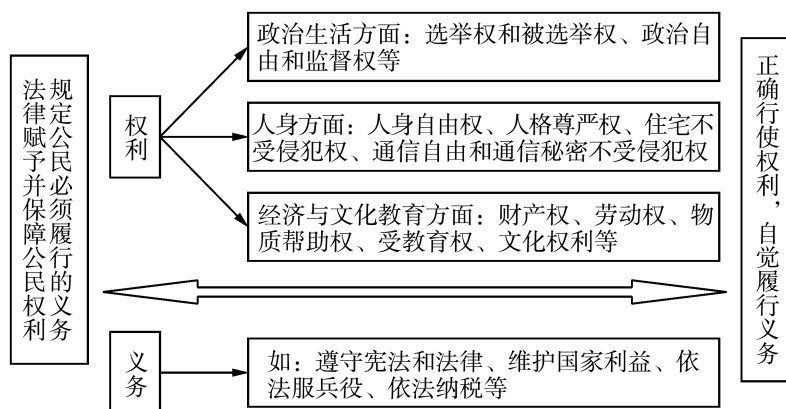 法律赋予并保障公民权利
规定公民必须履行的义务
权利
政治生活方面：选举权和被选举权、政治自
由和监督权等
人身方面：人身自由权、人格尊严权、住宅不
受侵犯权、通信自由和通信秘密不受侵犯权
经济与文化教育方面：财产权、劳动权、物
质帮助权、受教育权、文化权利等
义务
如：遵守宪法和法律、维护国家利益、依
法服兵役、依法纳税等
正确行使权利，自觉履行义务